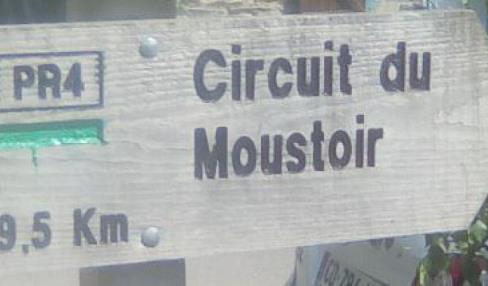 PR4
Circuit du
Moustoir
9,5 Km